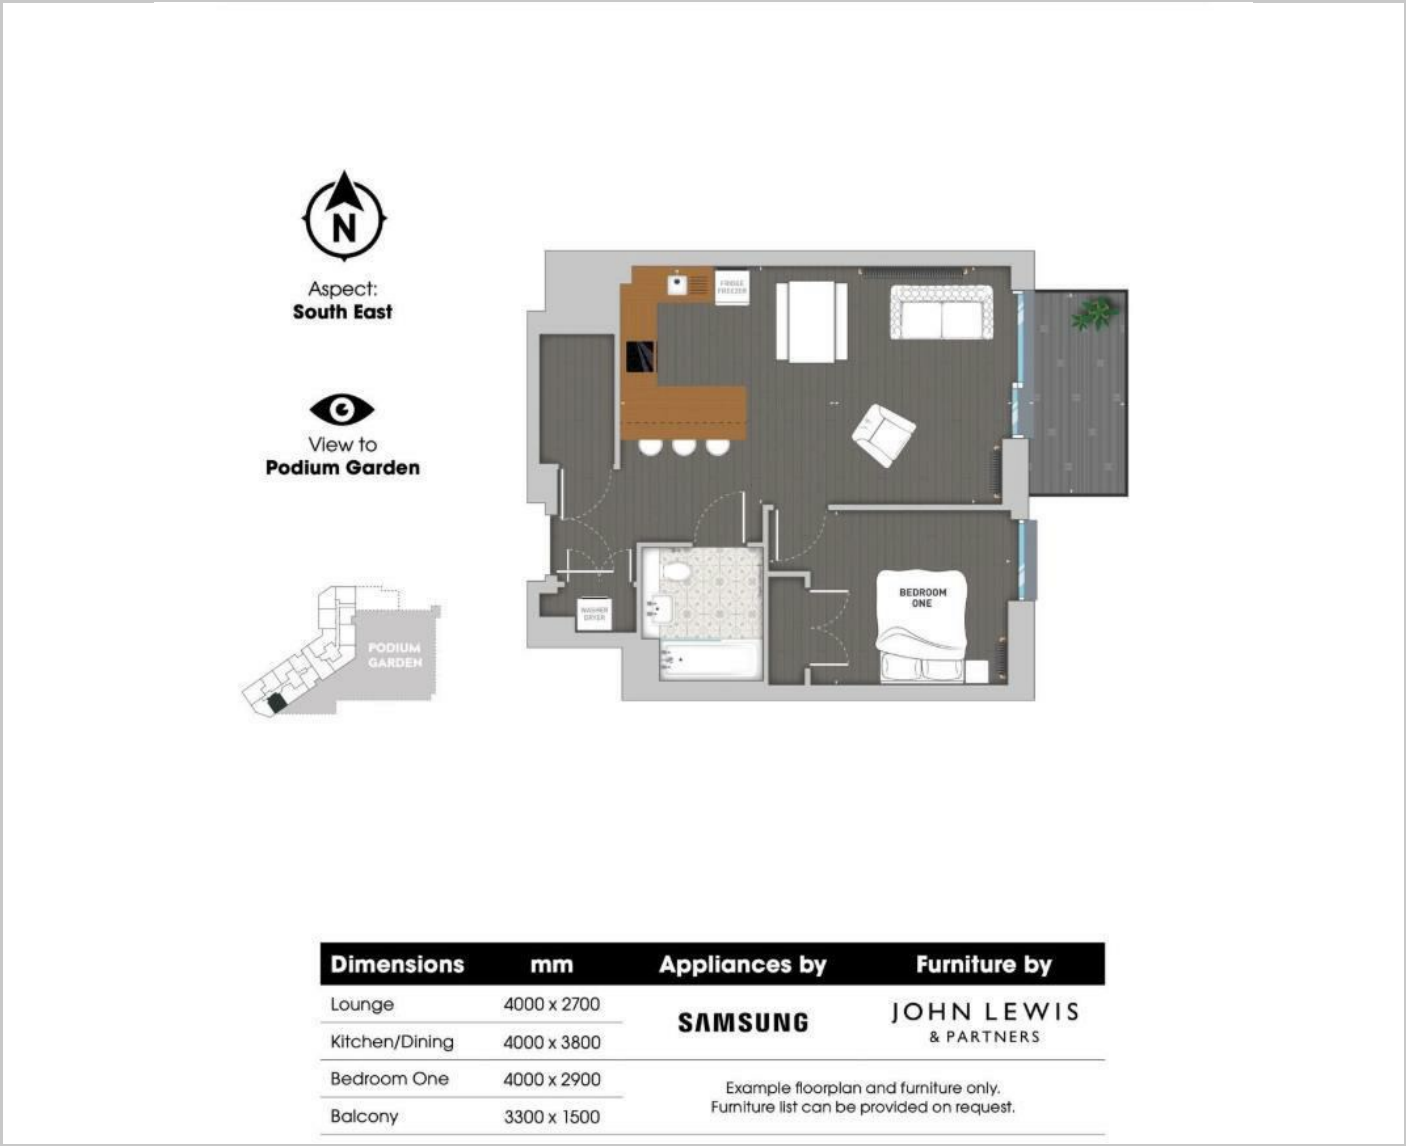 N
Aspect:
South East
View to
Podium Garden
PODIUM
GARDEN
FRIDGE
FREEZER
WASHER
DRYER
BEDROOM
ONE
Dimensions mm Appliances by Furniture by
Lounge 4000 x 2700
Kitchen/Dining 4000 x 3800
Bedroom One 4000 x 2900
Balcony 3300 x 1500
SAMSUNG
JOHN LEWIS
& PARTNERS
Example floorplan and furniture only.
Furniture list can be provided on request.